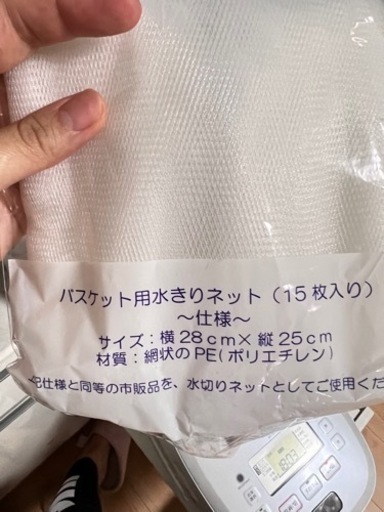 バスケット用水きりネット（15枚入り）
～仕様～
サイズ：横28cm×縦25cm
材質：網状のPE(ポリエチレン)
記仕様と同等の市販品を、水切りネットとしてご使用くだ